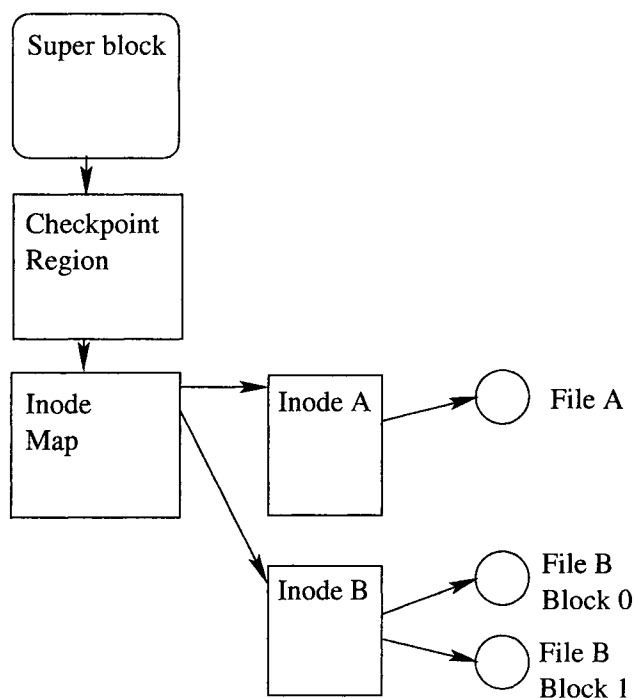 Super block
Checkpoint
Region
Inode
Map
Inode A
File A
Inode B
File B
Block 0
File B
Block 1